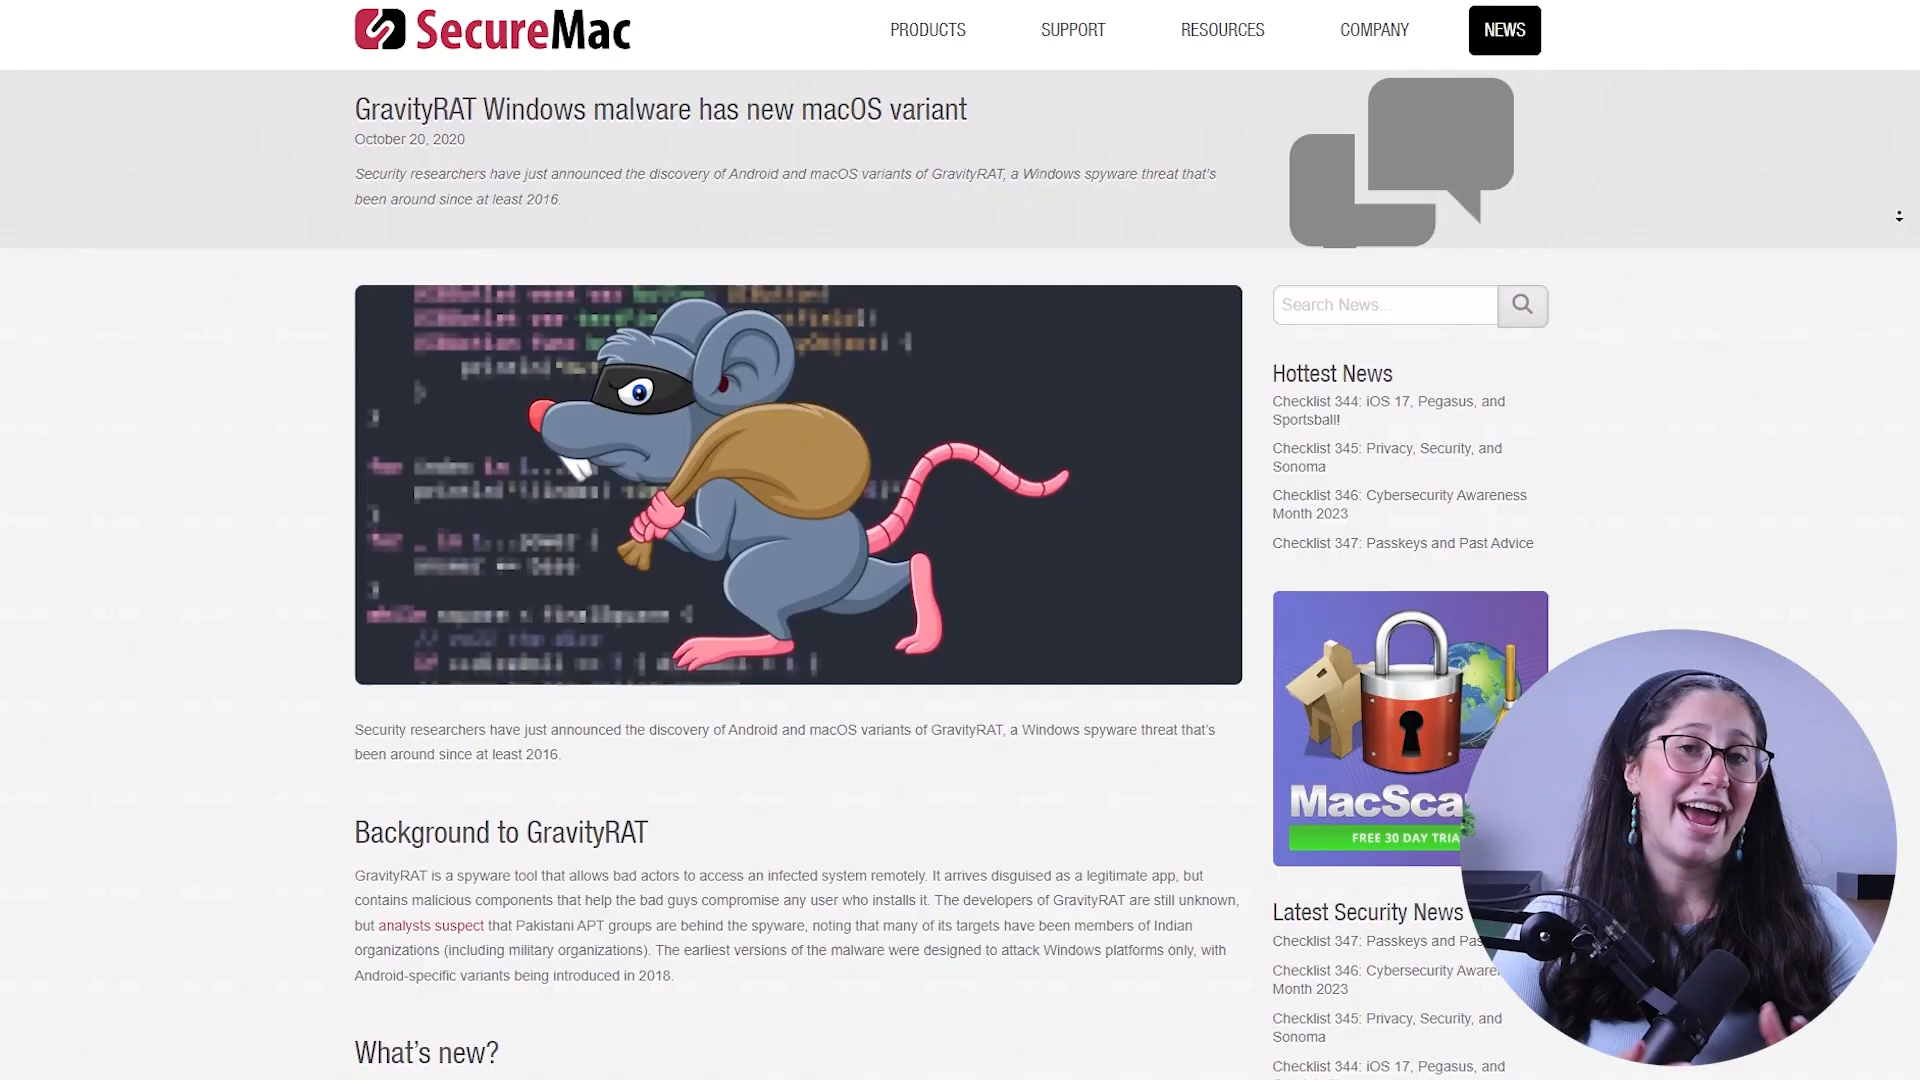 SecureMac
PRODUCTS
SUPPORT
RESOURCES
COMPANY
NEWS
GravityRAT Windows malware has new macOS variant
October 20, 2020
Security researchers have just announced the discovery of Android and macOS variants of GravityRAT, a Windows spyware threat that's
been around since at least 2016.
Search News...
Hottest News
Checklist 344: iOS 17, Pegasus, and
Sportsball!
Checklist 345: Privacy, Security, and
Sonoma
Checklist 346: Cybersecurity Awareness
Month 2023
Checklist 347: Passkeys and Past Advice
MacSca
FREE 30 DAY TRIA
Security researchers have just announced the discovery of Android and macOS variants of GravityRAT, a Windows spyware threat that's
been around since at least 2016.
Background to GravityRAT
GravityRAT is a spyware tool that allows bad actors to access an infected system remotely. It arrives disguised as a legitimate app, but
contains malicious components that help the bad guys compromise any user who installs it. The developers of GravityRAT are still unknown,
but analysts suspect that Pakistani APT groups are behind the spyware, noting that many of its targets have been members of Indian
organizations (including military organizations). The earliest versions of the malware were designed to attack Windows platforms only, with
Android-specific variants being introduced in 2018.
What's new?
Latest Security News
Checklist 347: Passkeys and Pas
Checklist 346: Cybersecurity Aware
Month 2023
Checklist 345: Privacy, Security, and
Sonoma
Checklist 344: iOS 17, Pegasus, and